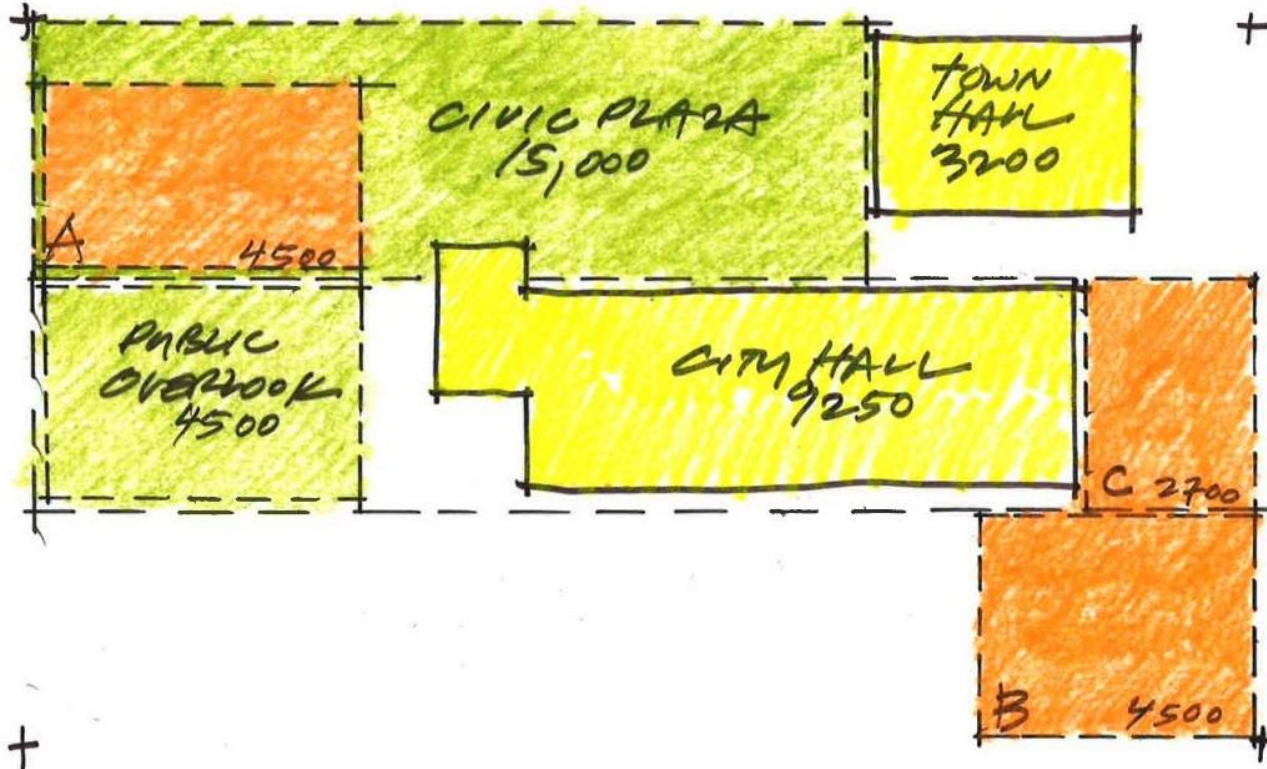 CIVIC PLAZA
15,000
TOWN
HALL
3200
A 4500
PUBLIC
OVERLOOK
4500
CITY HALL
9250
C 2700
B 4500